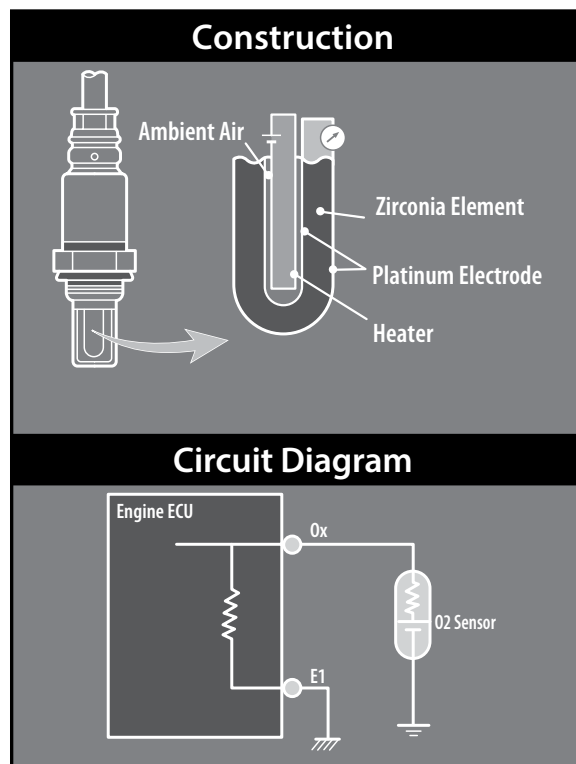 Construction
Ambient Air
Zirconia Element
Platinum Electrode
Heater
Circuit Diagram
Engine ECU
Ox
O2 Sensor
E1